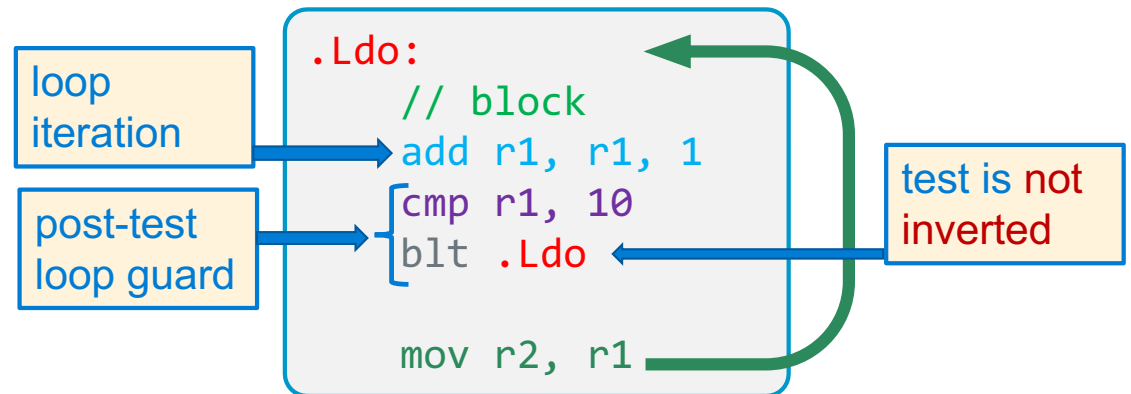 loop
iteration
post-test
loop guard
.Ldo:
// block
add r1, r1, 1
cmp r1, 10
blt .Ldo
mov r2, r1
test is not
inverted